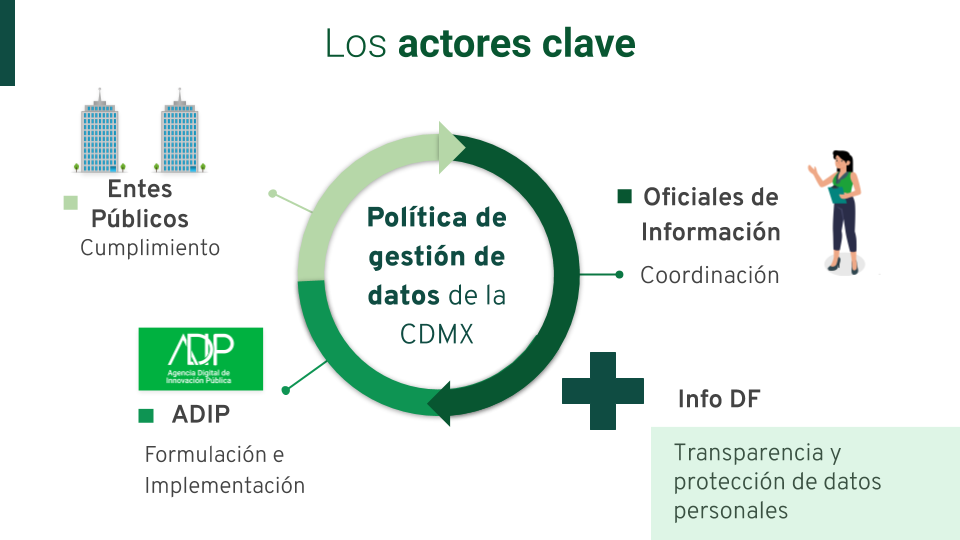 Los actores clave
Entes
Públicos
Cumplimiento
Política de
gestión de
datos de la
CDMX
Oficiales de
Información
Coordinación
ADIP
Agencia Digital de
Innovación Pública
ADIP
Formulación e
Implementación
Info DF
Transparencia y
protección de datos
personales